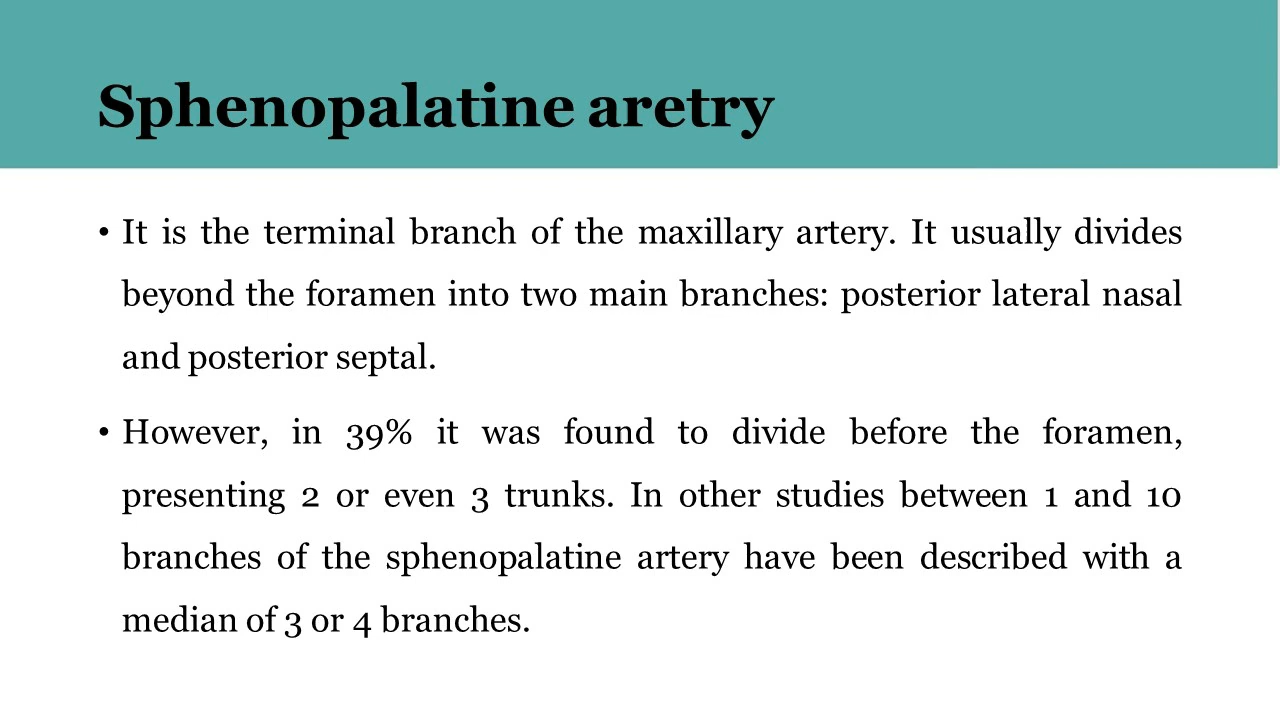 Sphenopalatine aretry
• It is the terminal branch of the maxillary artery. It usually divides
beyond the foramen into two main branches: posterior lateral nasal
and posterior septal.
• However, in 39% it was found to divide before the foramen,
presenting 2 or even 3 trunks. In other studies between 1 and 10
branches of the sphenopalatine artery have been described with a
median of 3 or 4 branches.